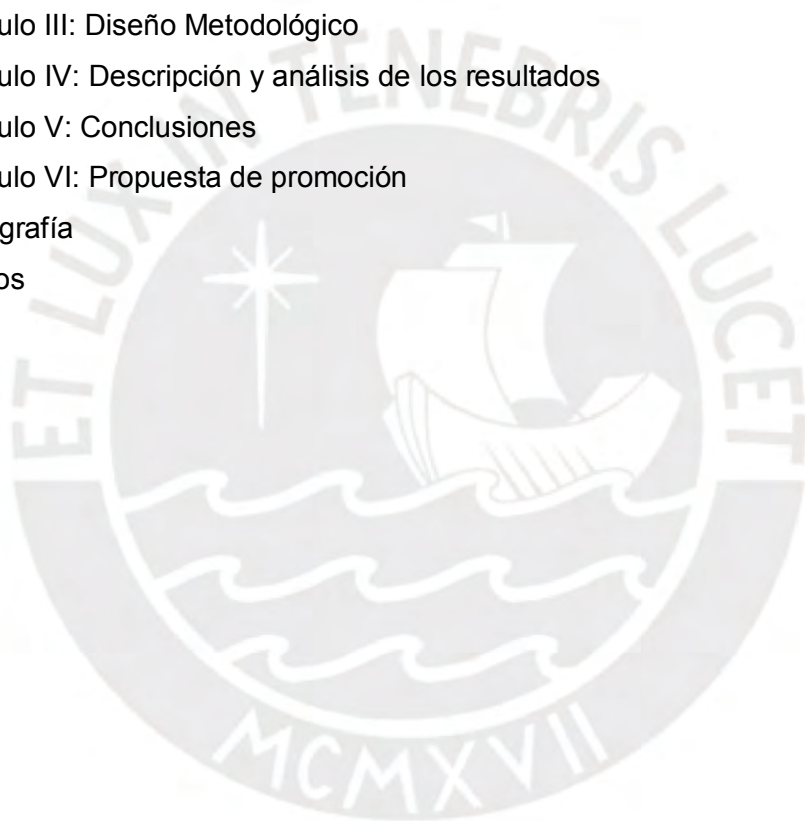 ulo III: Diseño Metodológico
ulo IV: Descripción y análisis de los resultados
ulo V: Conclusiones
ulo VI: Propuesta de promoción
grafía
os
ET LUX IN TENEBRIS LUCET
MCMXVII